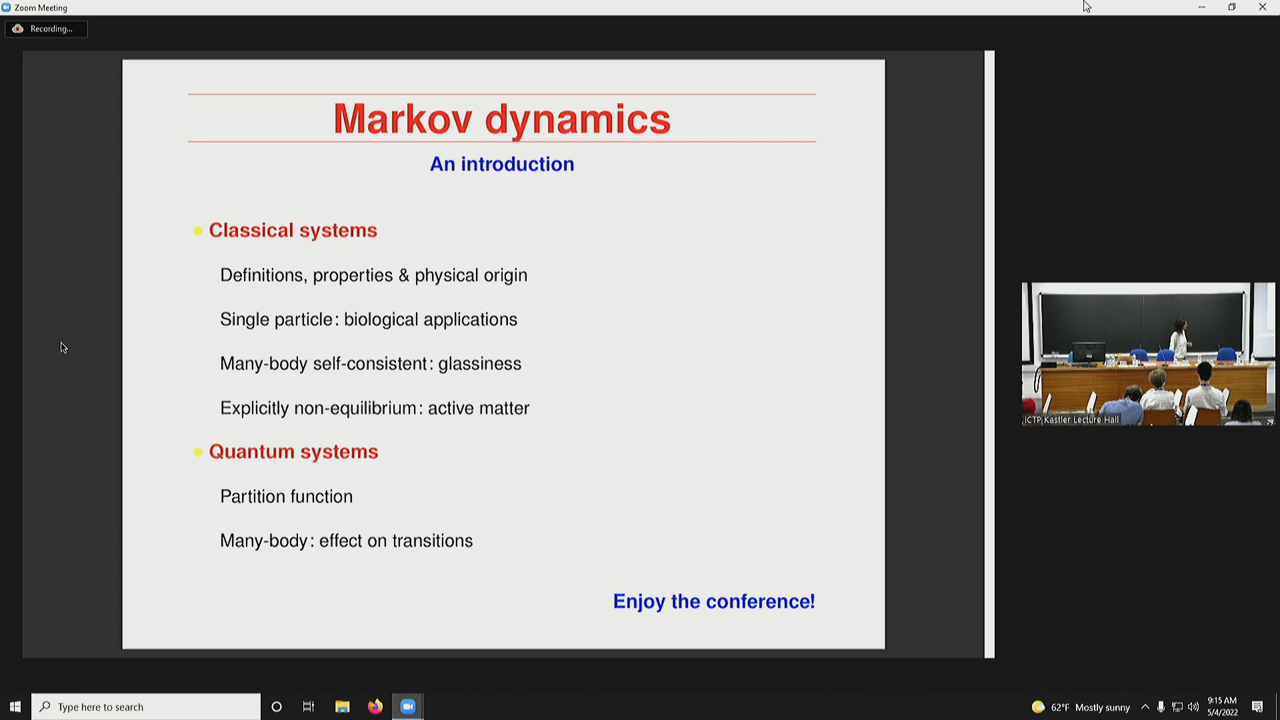 Zoom Meeting
Recording...
Markov dynamics
An introduction
Classical systems
Definitions, properties & physical origin
Single particle: biological applications
Many-body self-consistent: glassiness
Explicitly non-equilibrium: active matter
Quantum systems
Partition function
Many-body: effect on transitions
Enjoy the conference!
ICTP Kastler Lecture Hall
Type here to search
62°F Mostly sunny
9:15 AM
5/4/2022